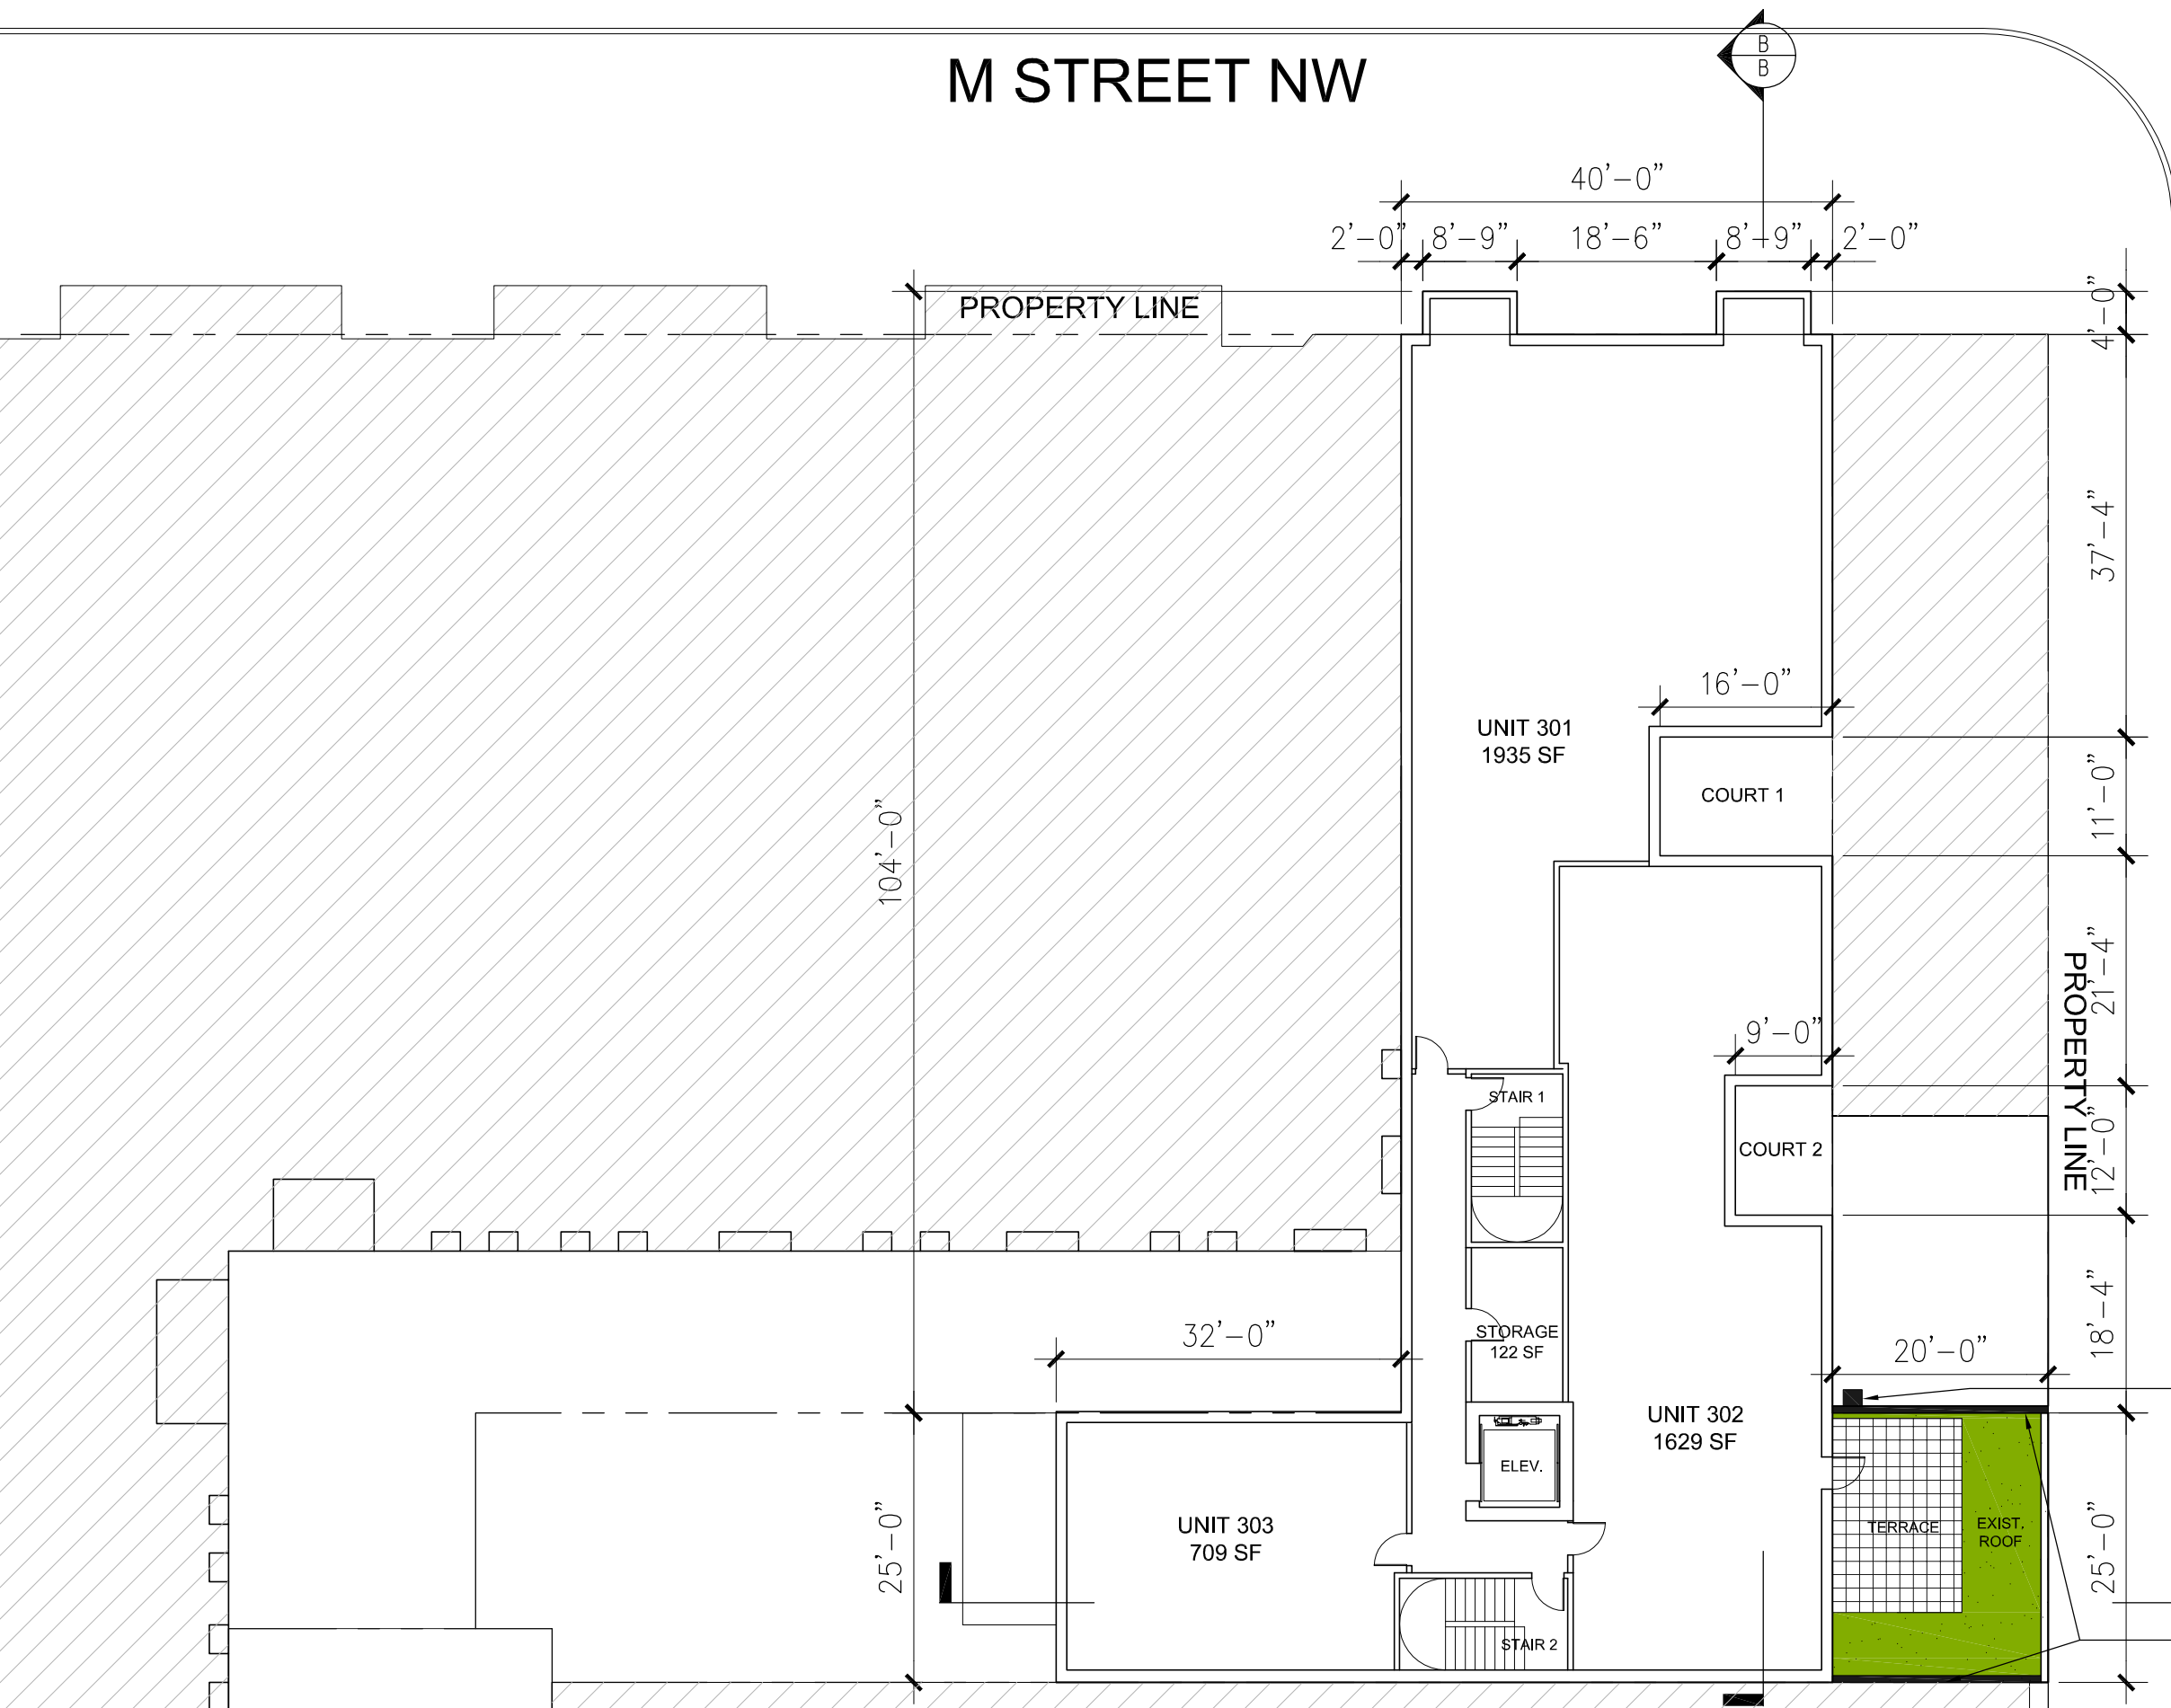 M STREET NW
B
B
40'-0"
2'-0"
8'-9"
18'-6"
8'-9"
2'-0"
PROPERTY LINE
4'-0"
37'-4"
16'-0"
UNIT 301
1935 SF
COURT 1
11'-0"
104'-0"
21'-4"
PROPERTY LINE
9'-0"
STAIR 1
COURT 2
12'-0"
32'-0"
STORAGE
122 SF
18'-4"
20'-0"
UNIT 302
1629 SF
ELEV.
UNIT 303
709 SF
25'-0"
TERRACE
EXIST.
ROOF
25'-0"
STAIR 2